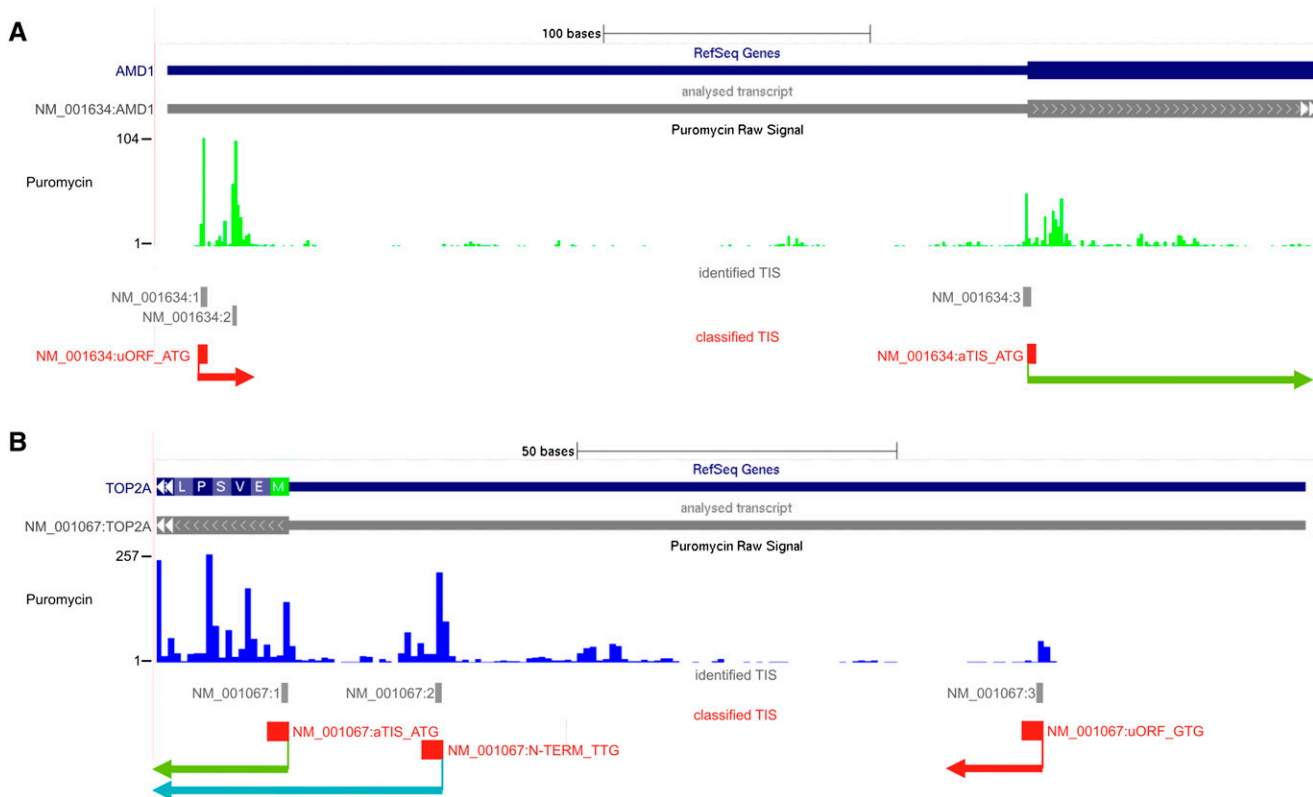 A
100 bases
RefSeq Genes
AMD1
analysed transcript
NM_001634:AMD1
Puromycin Raw Signal
104
Puromycin
1
identified TIS
NM_001634:1
NM_001634:3
NM_001634:2
classified TIS
NM_001634:uORF_ATG
NM_001634:aTIS_ATG
B
50 bases
RefSeq Genes
TOP2A
L P S V E M
analysed transcript
NM_001067:TOP2A
Puromycin Raw Signal
257
Puromycin
1
identified TIS
NM_001067:1
NM_001067:2
NM_001067:3
classified TIS
NM_001067:aTIS_ATG
NM_001067:uORF_GTG
NM_001067:N-TERM_TTG